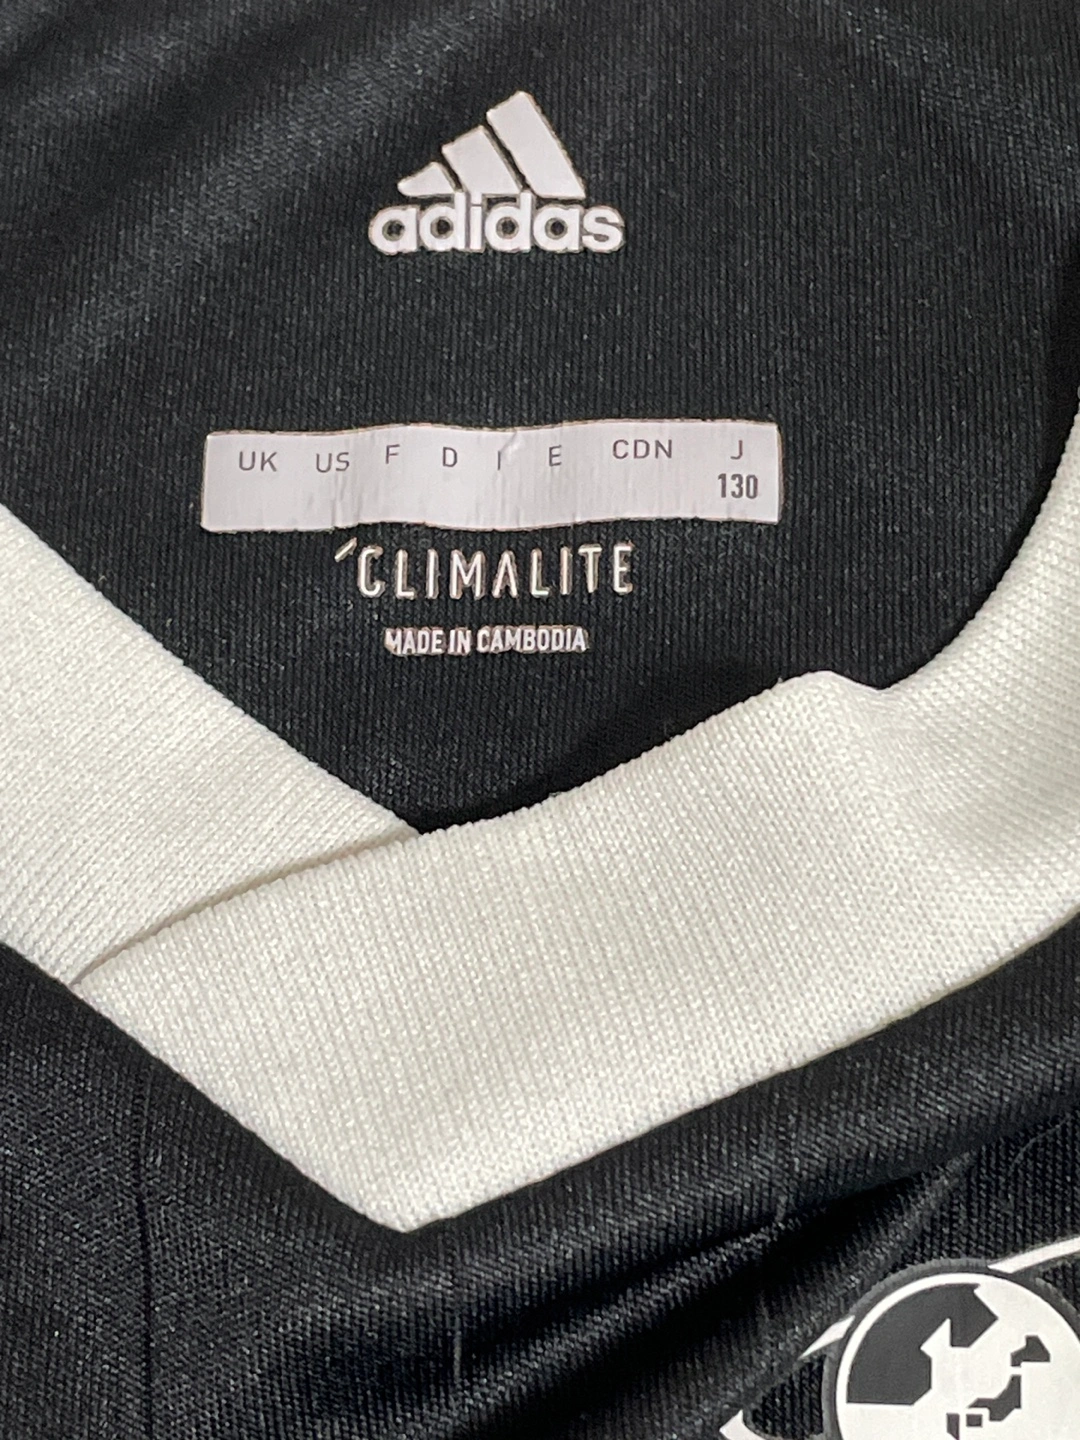 adidas
UK US F D I E CDN J
130
CLIMALITE
MADE IN CAMBODIA